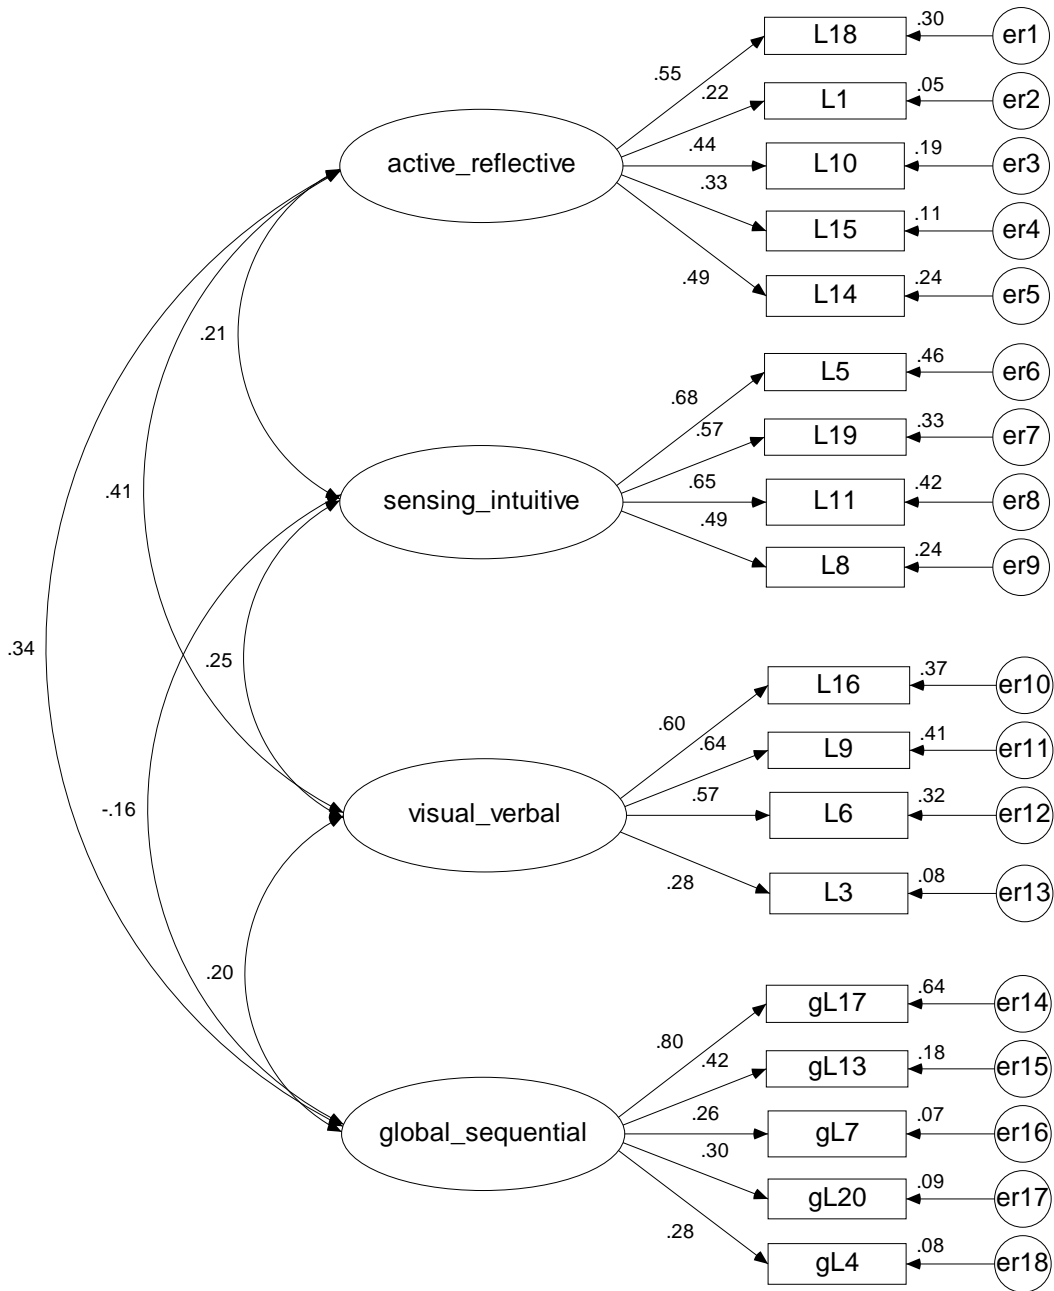 .30
L18
er1
.55
.22
.05
L1
er2
active_reflective
.44
.19
L10
er3
.33
.11
L15
er4
.49
.24
L14
er5
.21
.46
L5
er6
.68
.57
.33
L19
er7
.41
sensing_intuitive
.65
.42
L11
er8
.49
.24
L8
er9
.34
.25
.37
L16
er10
.60
.64
.41
L9
er11
-.16
visual_verbal
.57
.32
L6
er12
.28
.08
L3
er13
.20
.64
gL17
er14
.80
.42
.18
gL13
er15
global_sequential
.26
.07
gL7
er16
.30
.09
gL20
er17
.28
.08
gL4
er18